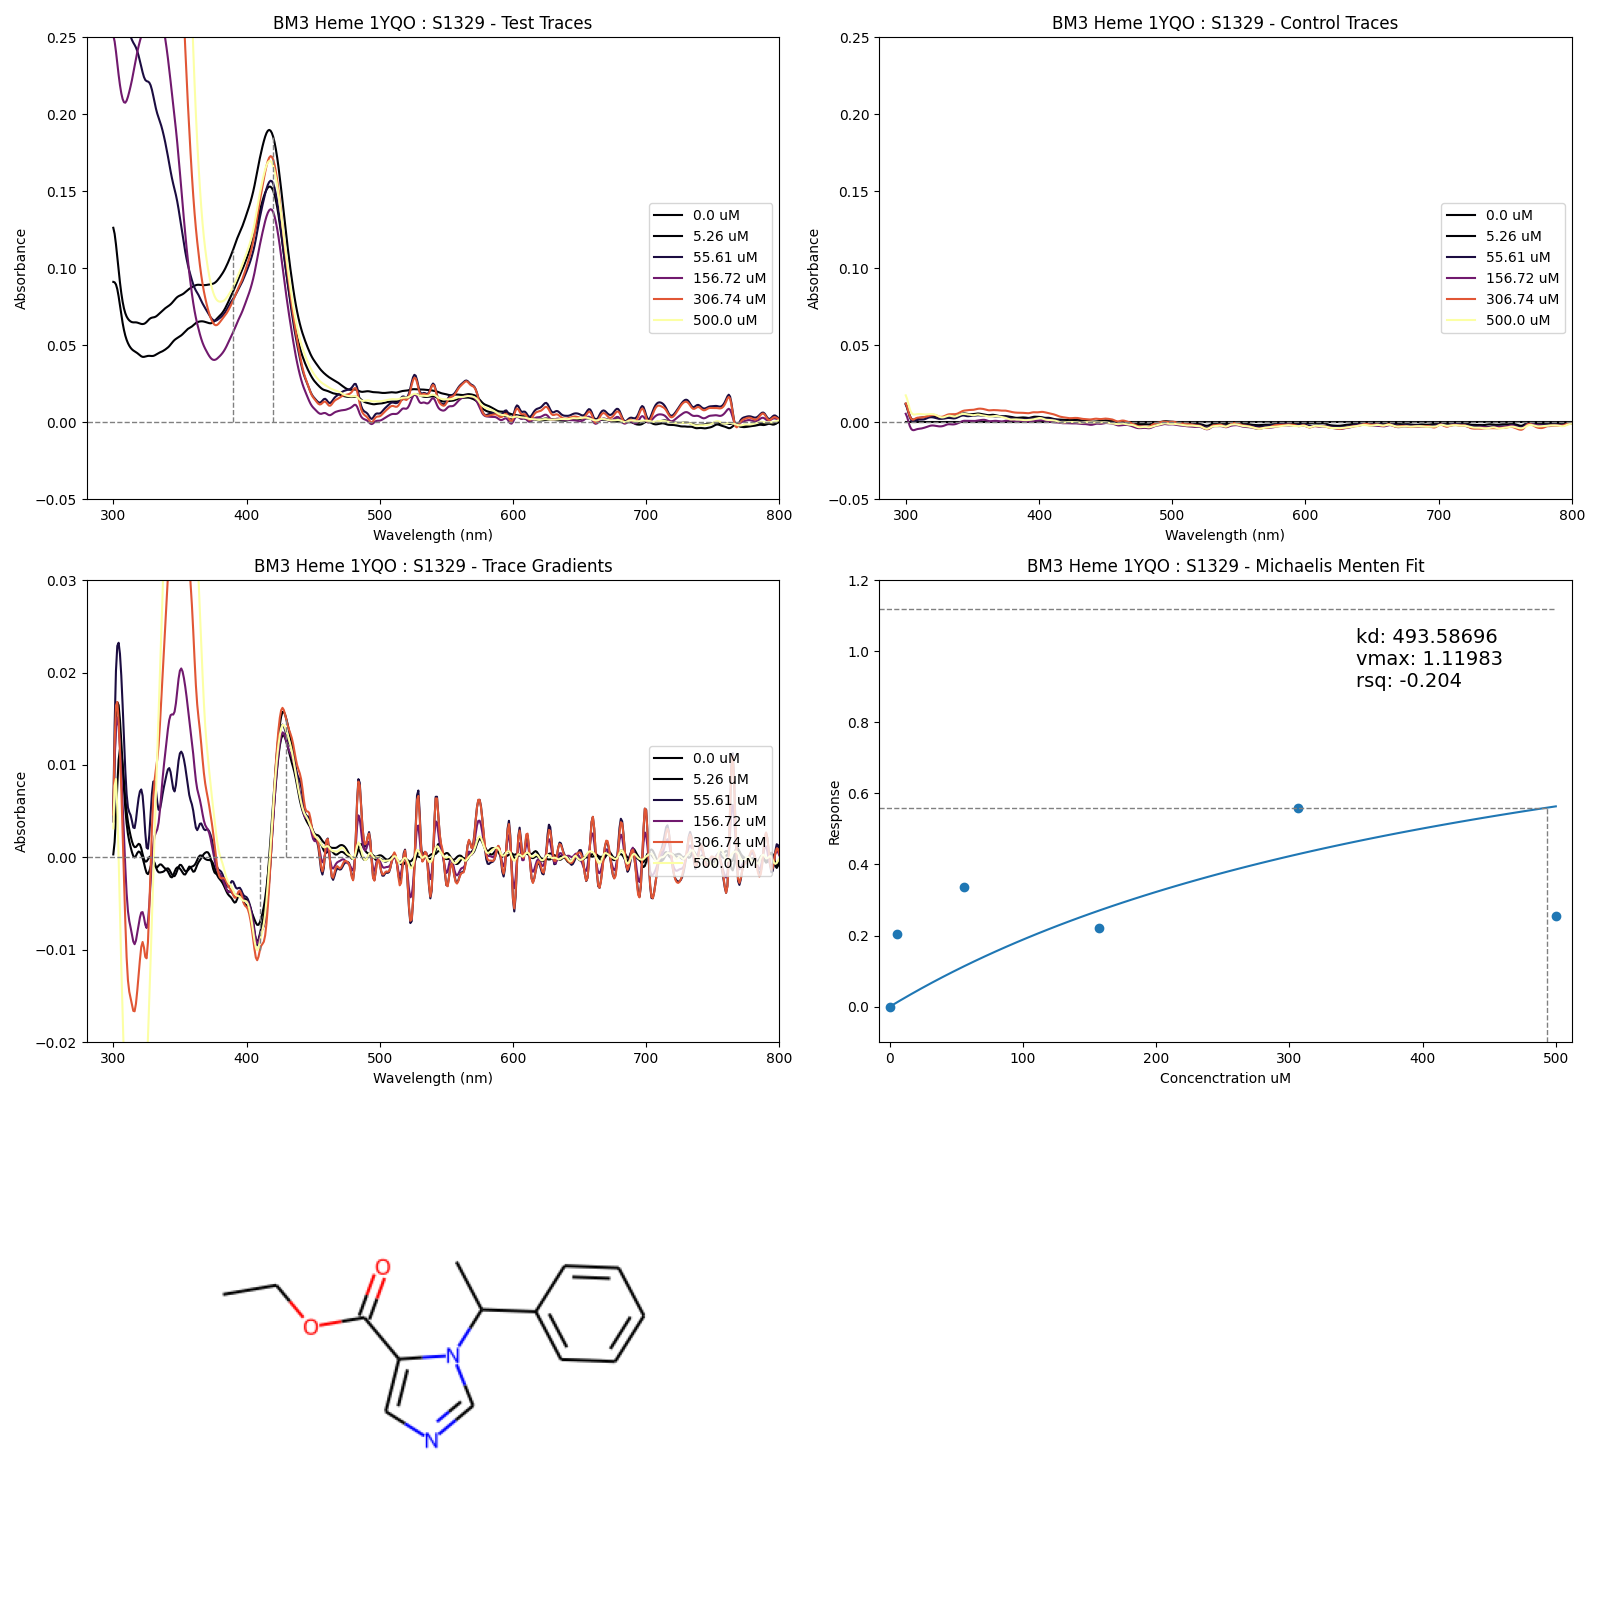 BM3 Heme 1YQO : S1329 - Test Traces
0.25
0.20
0.15
0.10
0.05
0.00
−0.05
Absorbance
300 400 500 600 700 800
Wavelength (nm)
0.0 uM
5.26 uM
55.61 uM
156.72 uM
306.74 uM
500.0 uM
BM3 Heme 1YQO : S1329 - Control Traces
0.25
0.20
0.15
0.10
0.05
0.00
−0.05
Absorbance
300 400 500 600 700 800
Wavelength (nm)
0.0 uM
5.26 uM
55.61 uM
156.72 uM
306.74 uM
500.0 uM
BM3 Heme 1YQO : S1329 - Trace Gradients
0.03
0.02
0.01
0.00
−0.01
−0.02
Absorbance
300 400 500 600 700 800
Wavelength (nm)
0.0 uM
5.26 uM
55.61 uM
156.72 uM
306.74 uM
500.0 uM
BM3 Heme 1YQO : S1329 - Michaelis Menten Fit
1.2
1.0
0.8
0.6
0.4
0.2
0.0
Response
kd: 493.58696
vmax: 1.11983
rsq: -0.204
0 100 200 300 400 500
Concenctration uM
O
O
N
N